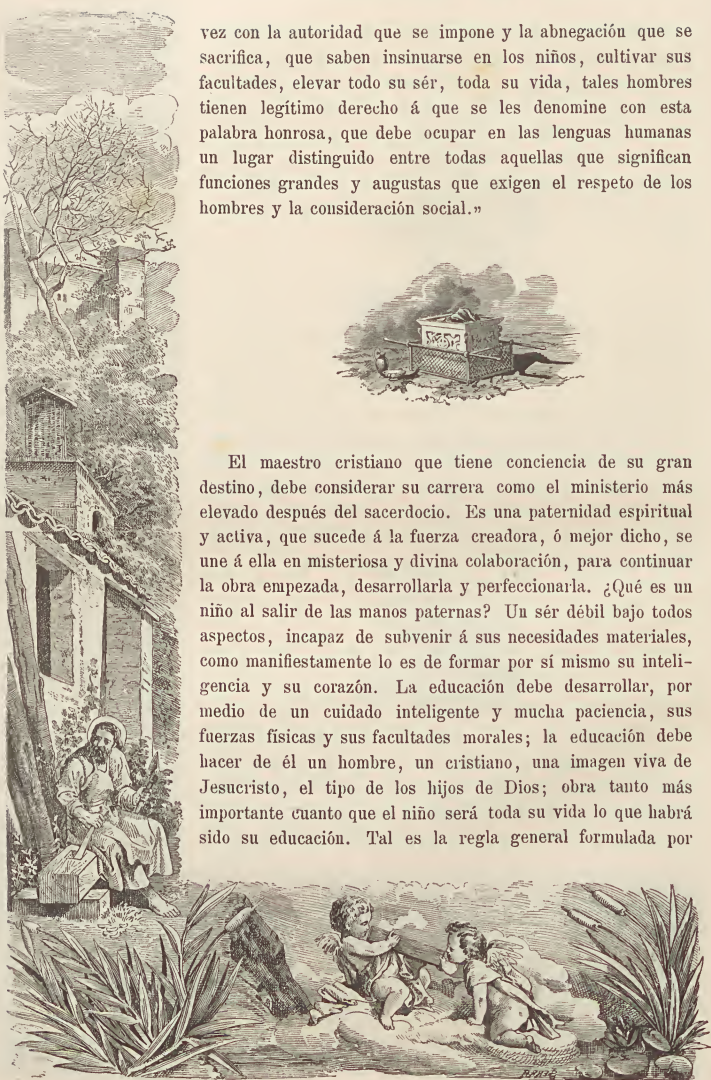 vez con la autoridad que se impone y la abnegación que se
sacrifica, que saben insinuarse en los niños, cultivar sus
facultades, elevar todo su sér, toda su vida, tales hombres
tienen legítimo derecho á que se les denomine con esta
palabra honrosa, que debe ocupar en las lenguas humanas
un lugar distinguido entre todas aquellas que significan
funciones grandes y augustas que exigen el respeto de los
hombres y la consideración social.»
El maestro cristiano que tiene conciencia de su gran
destino, debe considerar su carrera como el ministerio más
elevado después del sacerdocio. Es una paternidad espiritual
y activa, que sucede á la fuerza creadora, ó mejor dicho, se
une á ella en misteriosa y divina colaboración, para continuar
la obra empezada, desarrollarla y perfeccionarla. ¿Qué es un
niño al salir de las manos paternas? Un sér débil bajo todos
aspectos, incapaz de subvenir á sus necesidades materiales,
como manifiestamente lo es de formar por sí mismo su inteli-
gencia y su corazón. La educación debe desarrollar, por
medio de un cuidado inteligente y mucha paciencia, sus
fuerzas físicas y sus facultades morales; la educación debe
hacer de él un hombre, un cristiano, una imagen viva de
Jesucristo, el tipo de los hijos de Dios; obra tanto más
importante cuanto que el niño será toda su vida lo que habrá
sido su educación. Tal es la regla general formulada por